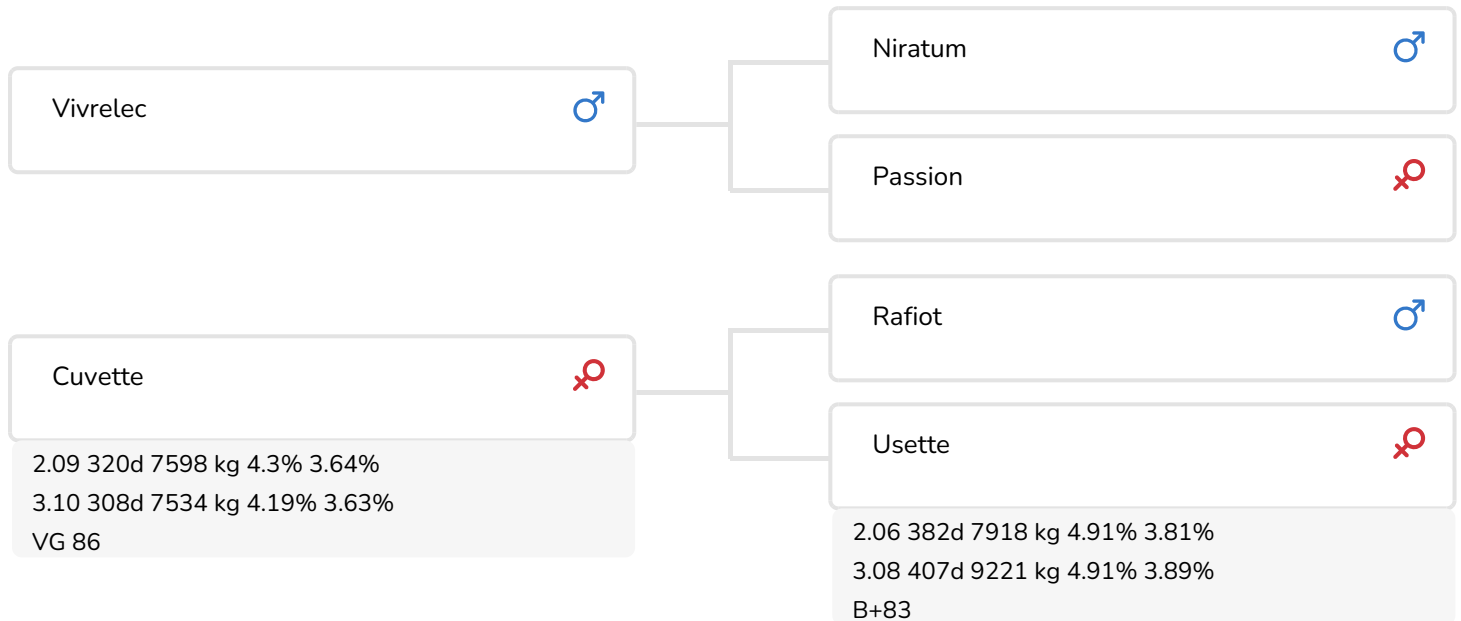 Vivrelec
Niratum
Passion
Cuvette
2.09 320d 7598 kg 4.3% 3.64%
3.10 308d 7534 kg 4.19% 3.63%
VG 86
Rafiot
Usette
2.06 382d 7918 kg 4.91% 3.81%
3.08 407d 9221 kg 4.91% 3.89%
B+83